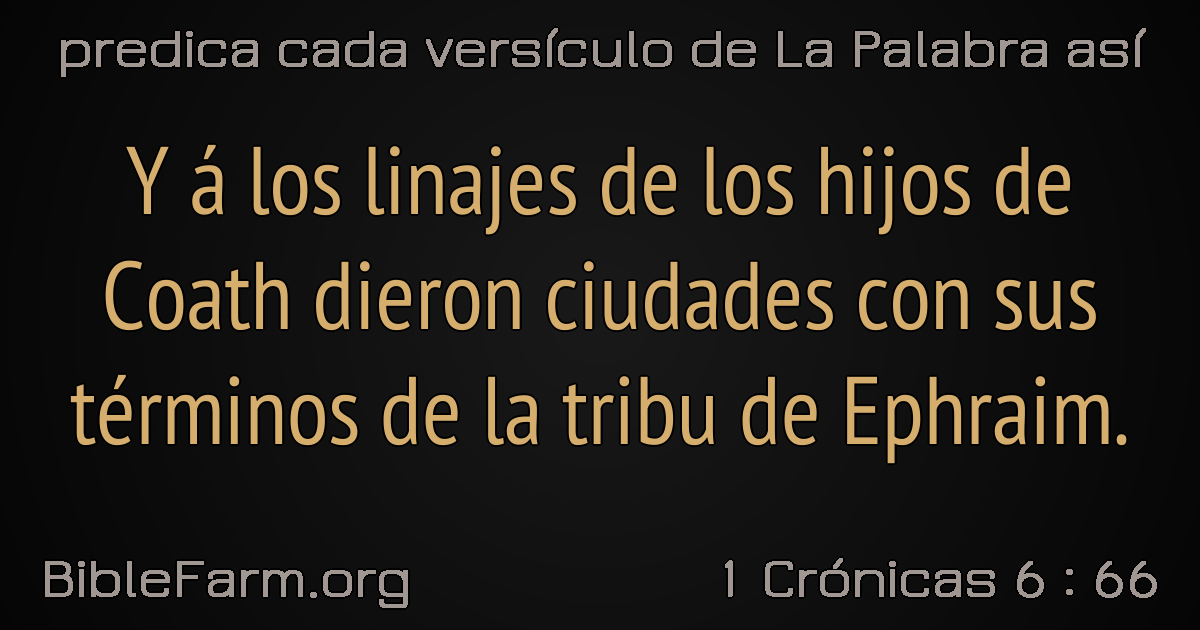 predica cada versículo de La Palabra así
Y á los linajes de los hijos de
Coath dieron ciudades con sus
términos de la tribu de Ephraim.
BibleFarm.org
1 Crónicas 6 : 66